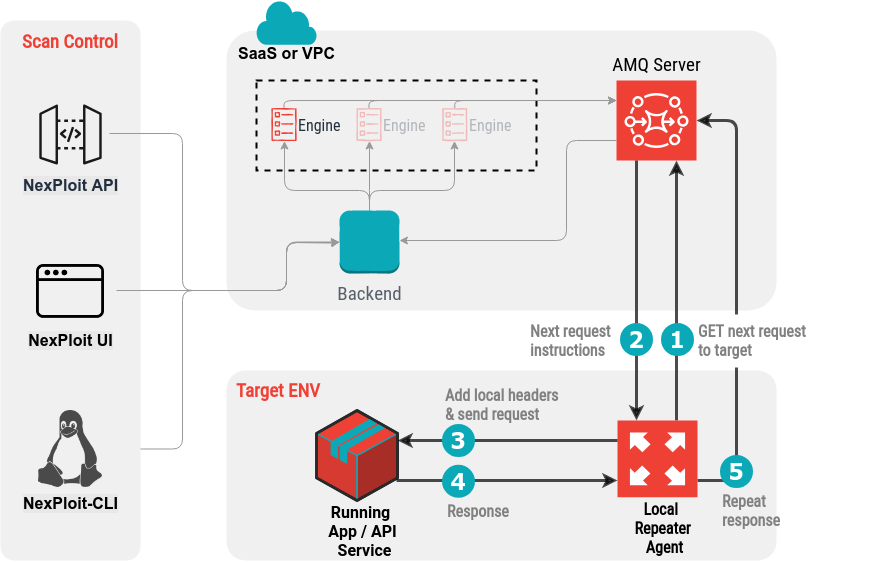 Scan Control
NexPloit API
NexPloit UI
NexPloit-CLI
SaaS or VPC
Engine
Engine
Engine
Backend
AMQ Server
Next request
instructions
2
1
GET next request
to target
Target ENV
Add local headers
& send request
3
4
Response
Running
App / API
Service
Local
Repeater
Agent
5
Repeat
response